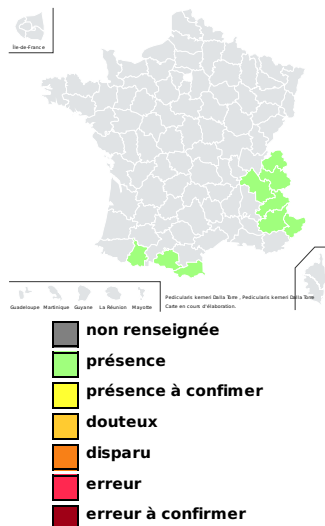 Île-de-France
Guadeloupe Martinique Guyane La Réunion Mayotte
Pedicularis kerneri Dalla Torre , Pedicularis kerneri Dalla Torre
Carte en cours d'élaboration.
non renseignée
présence
présence à confimer
douteux
disparu
erreur
erreur à confirmer